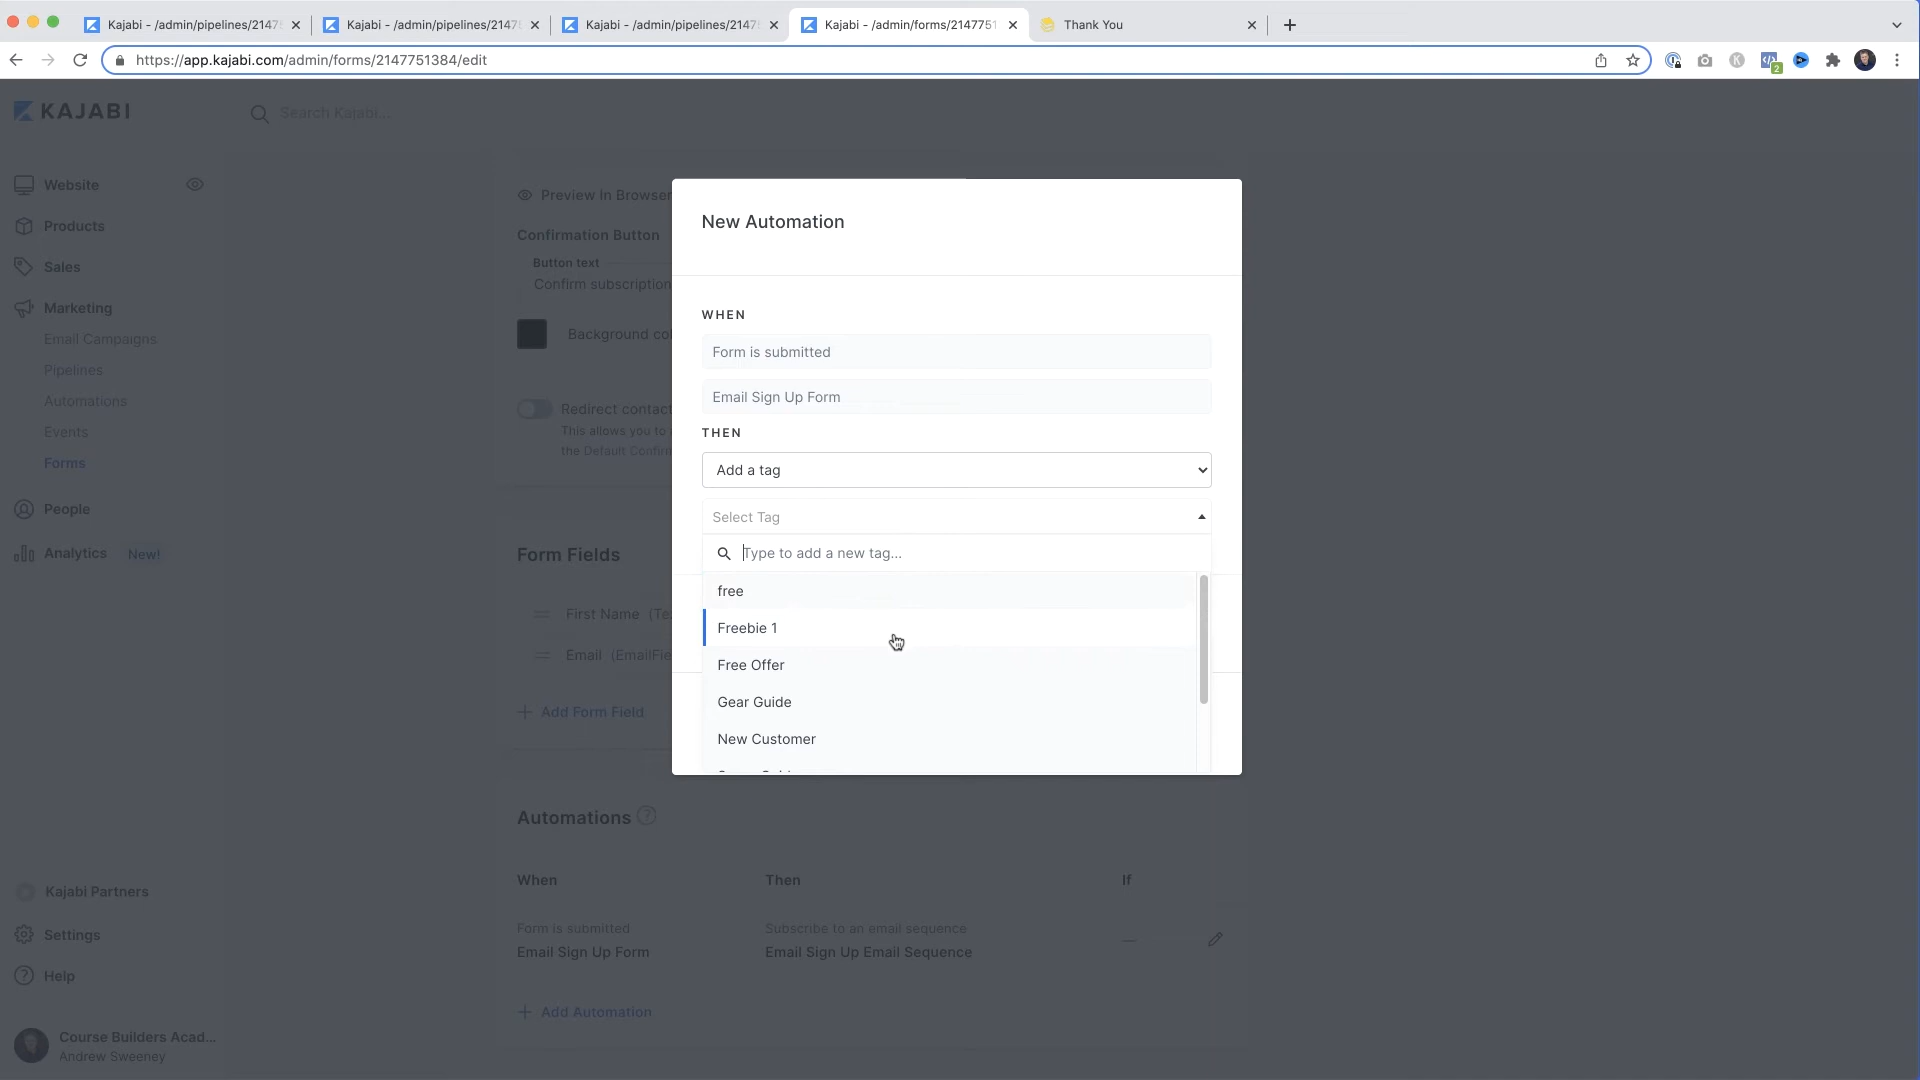 Kajabi - /admin/pipelines/2147
Kajabi - /admin/pipelines/2147
Kajabi - /admin/pipelines/2147
Kajabi - /admin/forms/2147751
Thank You
https://app.kajabi.com/admin/forms/2147751384/edit
2
KAJABI
Search Kajabi...
Website
Products
Sales
Marketing
Email Campaigns
Pipelines
Automations
Events
Forms
People
Analytics New!
Kajabi Partners
Settings
Help
Course Builders Acad...
Andrew Sweeney
Preview In Browser
Confirmation Button
Button text
Confirm subscription
Background col
Redirect contact
This allows you to
the Default Confirm
Form Fields
First Name (Te
Email (EmailFie
Add Form Field
New Automation
WHEN
Form is submitted
Email Sign Up Form
THEN
Add a tag
Select Tag
Type to add a new tag...
free
Freebie 1
Free Offer
Gear Guide
New Customer
Automations ?
When Then If
Form is submitted Subscribe to an email sequence
Email Sign Up Form Email Sign Up Email Sequence —
Add Automation